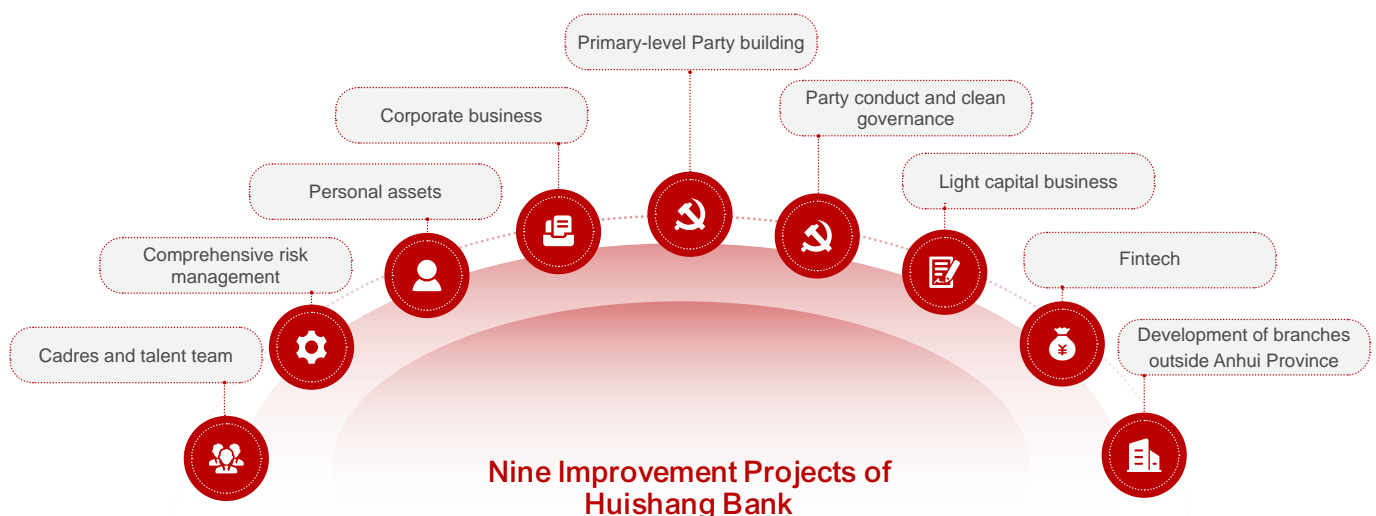 Primary-level Party building
Party conduct and clean
governance
Corporate business
Light capital business
Personal assets
Comprehensive risk
management
Fintech
Development of branches
outside Anhui Province
Cadres and talent team
¥
Nine Improvement Projects of
Huishang Bank